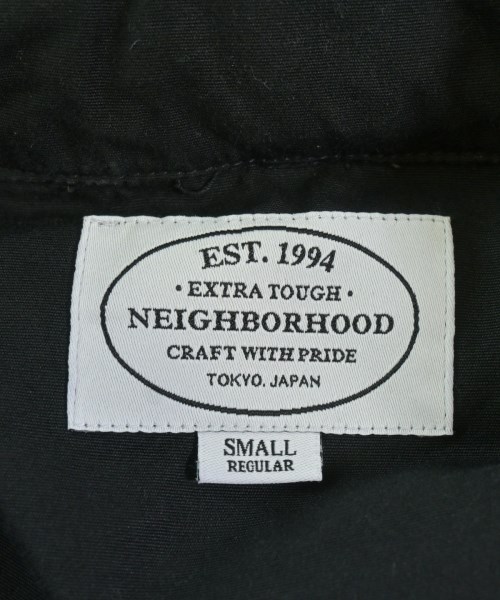 EST. 1994
• EXTRA TOUGH •
NEIGHBORHOOD
CRAFT WITH PRIDE
TOKYO. JAPAN
SMALL
REGULAR